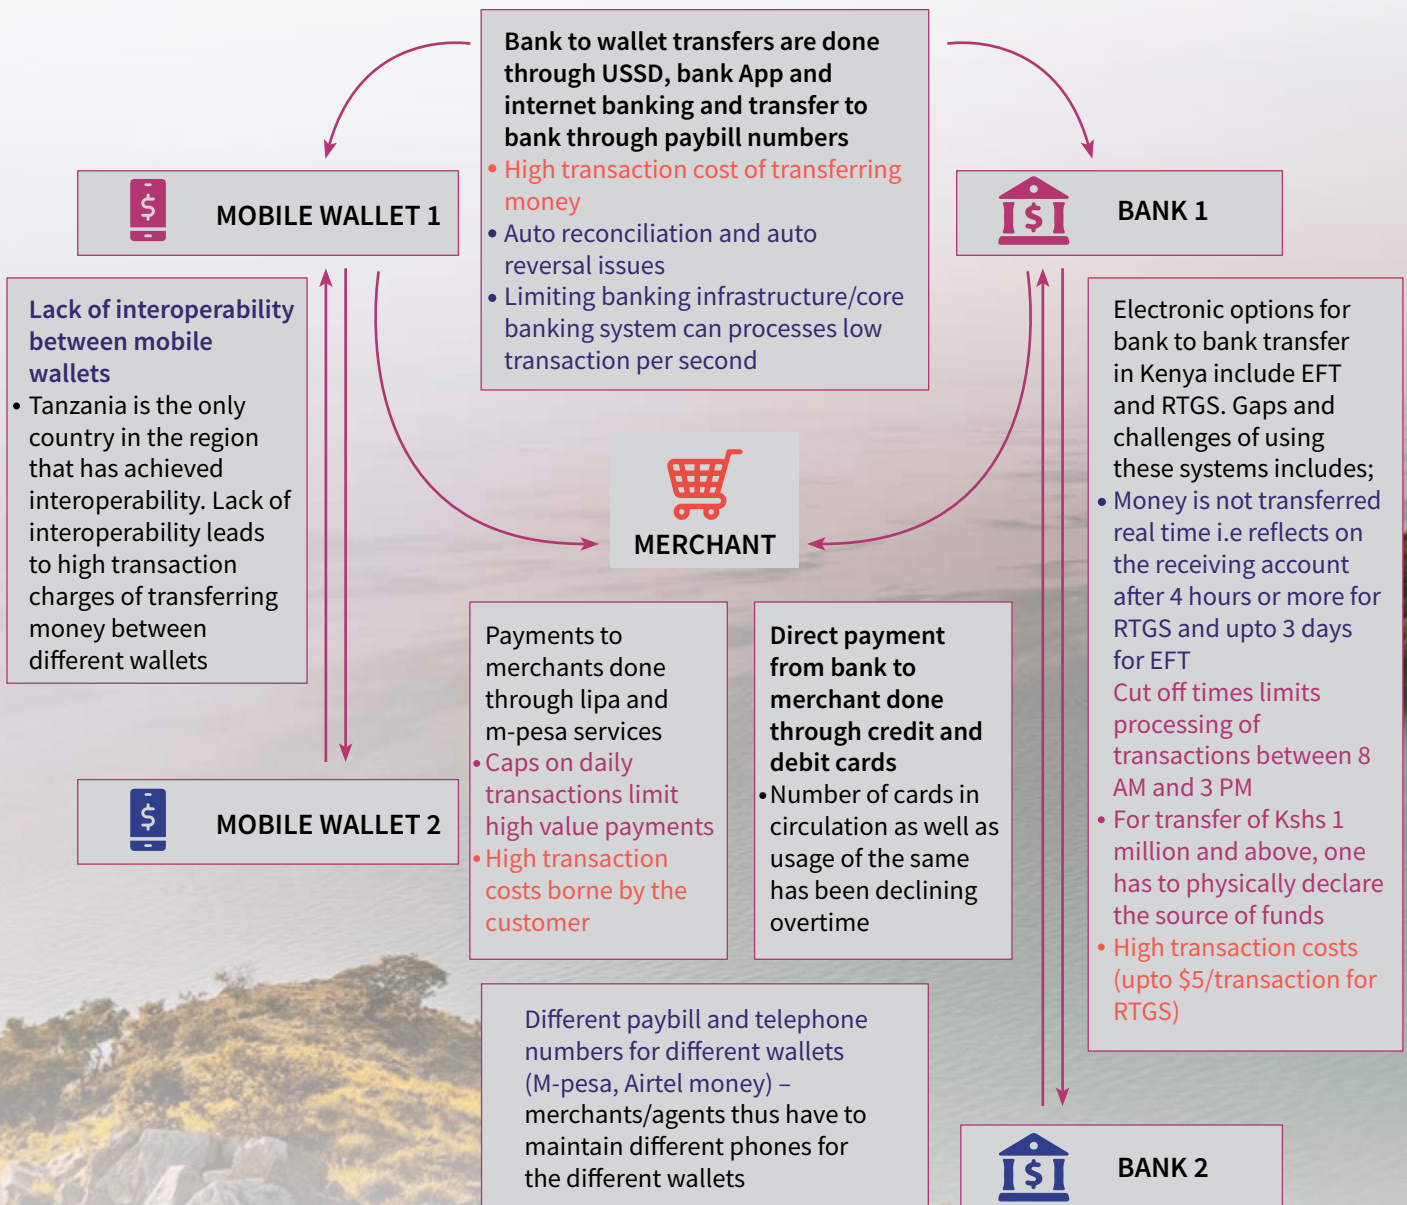 Bank to wallet transfers are done
through USSD, bank App and
internet banking and transfer to
bank through paybill numbers
• High transaction cost of transferring
money
• Auto reconciliation and auto
reversal issues
• Limiting banking infrastructure/core
banking system can processes low
transaction per second
$
MOBILE WALLET 1
$
BANK 1
Lack of interoperability
between mobile
wallets
• Tanzania is the only
country in the region
that has achieved
interoperability. Lack of
interoperability leads
to high transaction
charges of transferring
money between
different wallets
MERCHANT
Electronic options for
bank to bank transfer
in Kenya include EFT
and RTGS. Gaps and
challenges of using
these systems includes;
• Money is not transferred
real time i.e reflects on
the receiving account
after 4 hours or more for
RTGS and upto 3 days
for EFT
Cut off times limits
processing of
transactions between 8
AM and 3 PM
• For transfer of Kshs 1
million and above, one
has to physically declare
the source of funds
• High transaction costs
(upto $5/transaction for
RTGS)
Payments to
merchants done
through lipa and
m-pesa services
• Caps on daily
transactions limit
high value payments
• High transaction
costs borne by the
customer
Direct payment
from bank to
merchant done
through credit and
debit cards
• Number of cards in
circulation as well as
usage of the same
has been declining
overtime
$
MOBILE WALLET 2
Different paybill and telephone
numbers for different wallets
(M-pesa, Airtel money) –
merchants/agents thus have to
maintain different phones for
the different wallets
$
BANK 2